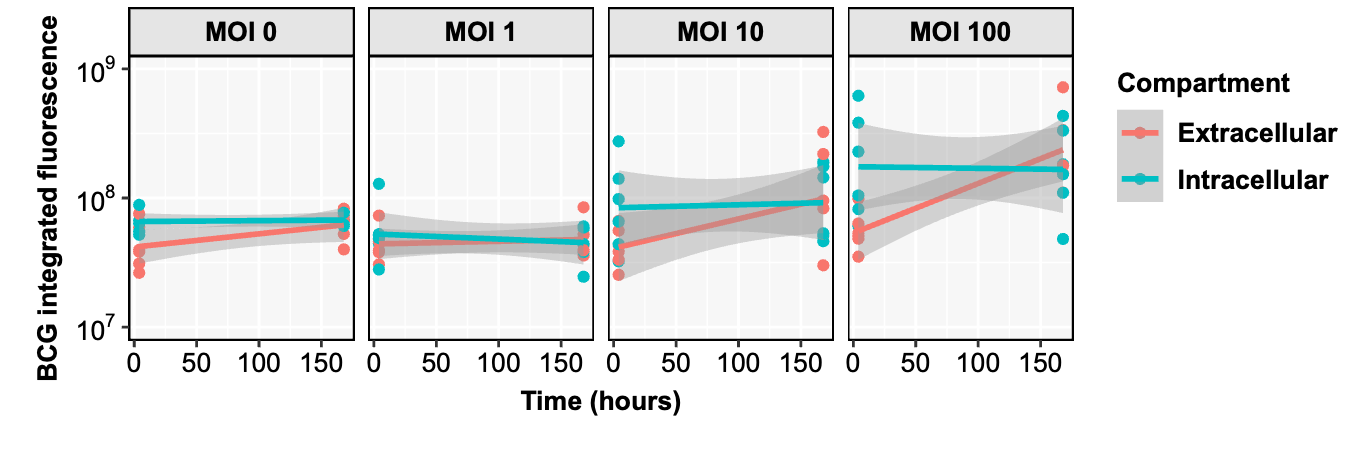 MOI 0 MOI 1 MOI 10 MOI 100
BCG integrated fluorescence
10⁹
10⁸
10⁷
0 50 100 150 0 50 100 150 0 50 100 150 0 50 100 150
Time (hours)
Compartment
Extracellular
Intracellular